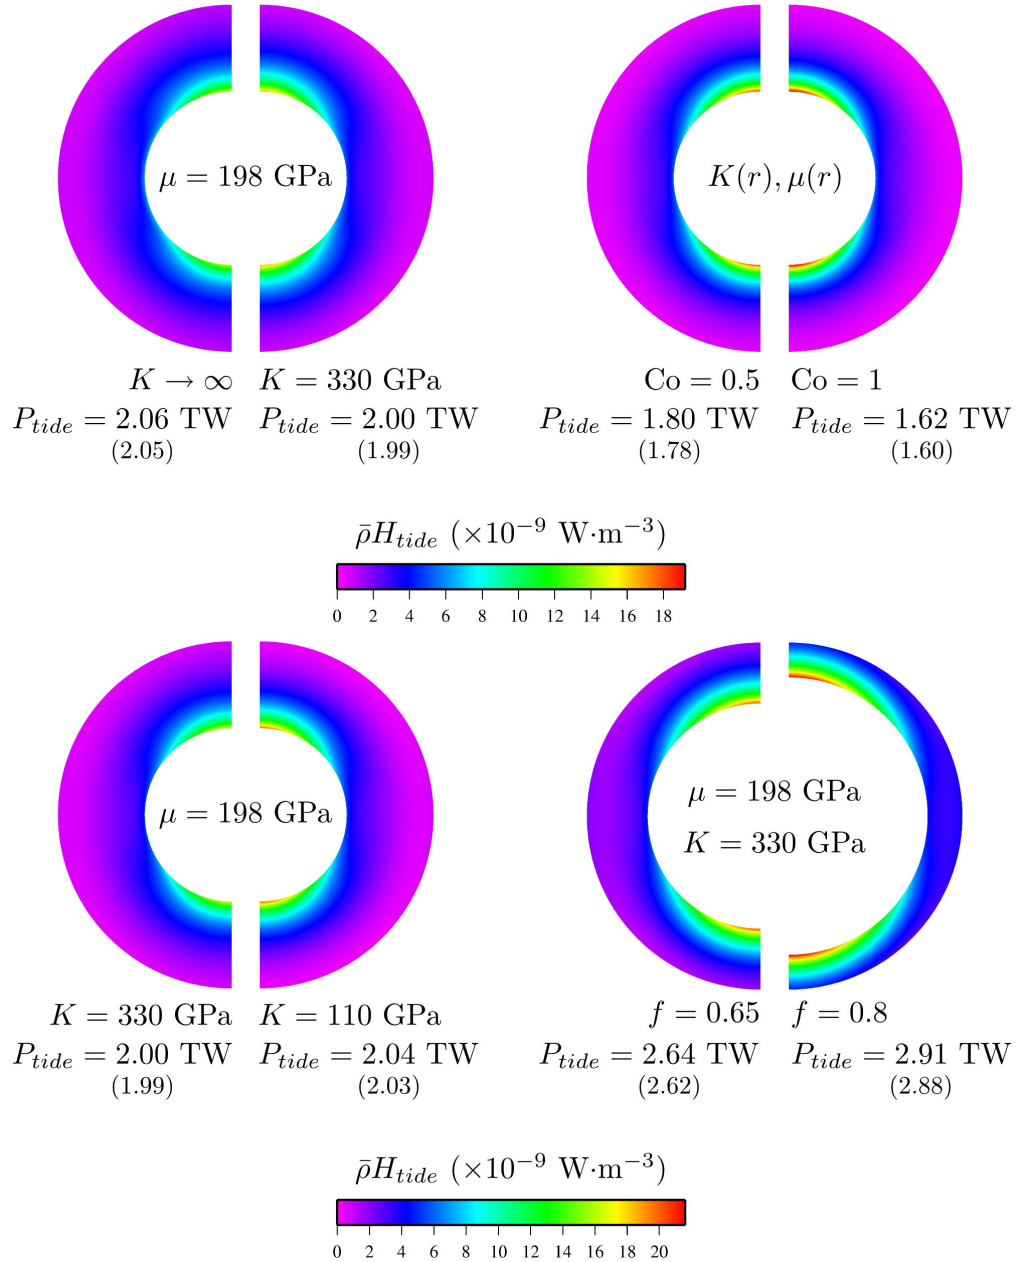 μ = 198 GPa
K(r), μ(r)
K → ∞ K = 330 GPa
P_tide = 2.06 TW P_tide = 2.00 TW
(2.05) (1.99)
Co = 0.5 Co = 1
P_tide = 1.80 TW P_tide = 1.62 TW
(1.78) (1.60)
ρ̄H_tide (×10⁻⁹ W·m⁻³)
0 2 4 6 8 10 12 14 16 18
μ = 198 GPa
μ = 198 GPa
K = 330 GPa
K = 330 GPa K = 110 GPa
P_tide = 2.00 TW P_tide = 2.04 TW
(1.99) (2.03)
f = 0.65 f = 0.8
P_tide = 2.64 TW P_tide = 2.91 TW
(2.62) (2.88)
ρ̄H_tide (×10⁻⁹ W·m⁻³)
0 2 4 6 8 10 12 14 16 18 20